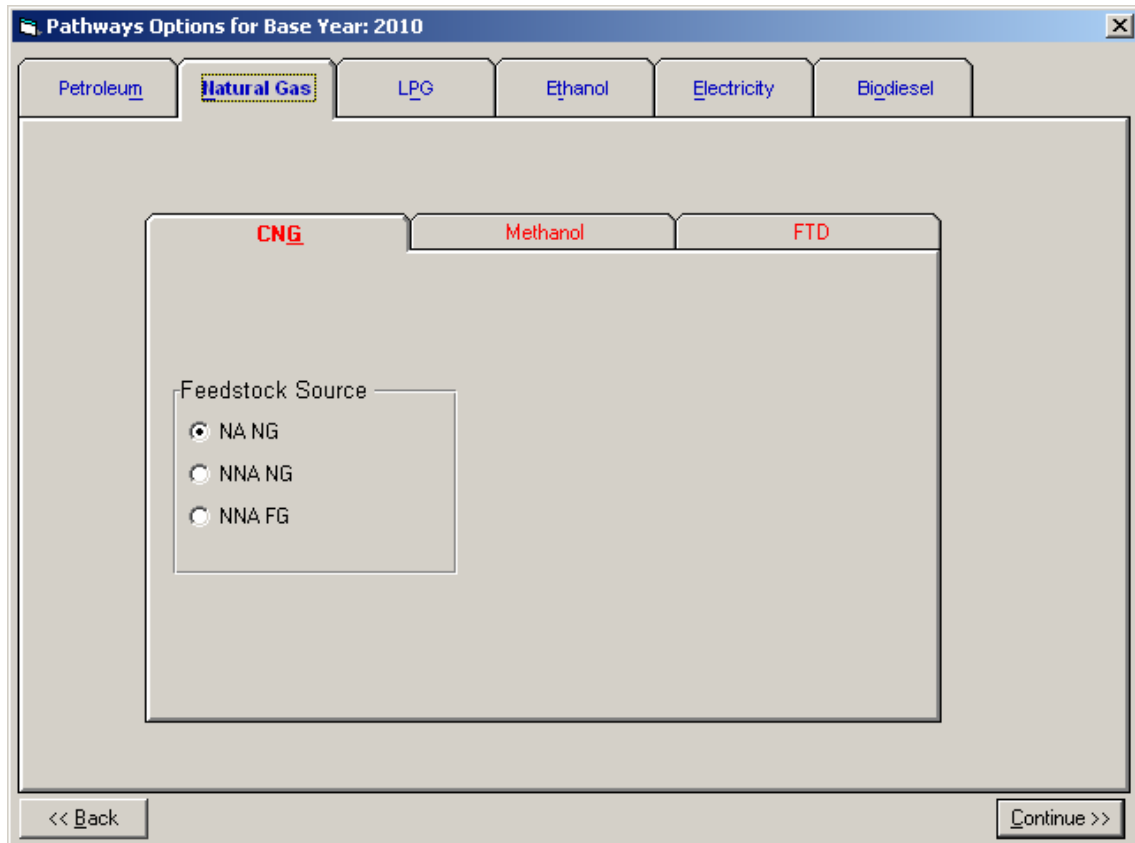 Pathways Options for Base Year: 2010
Petroleum Natural Gas LPG Ethanol Electricity Biodiesel
CNG Methanol FTD
Feedstock Source
NA NG
NNA NG
NNA FG
<< Back Continue >>